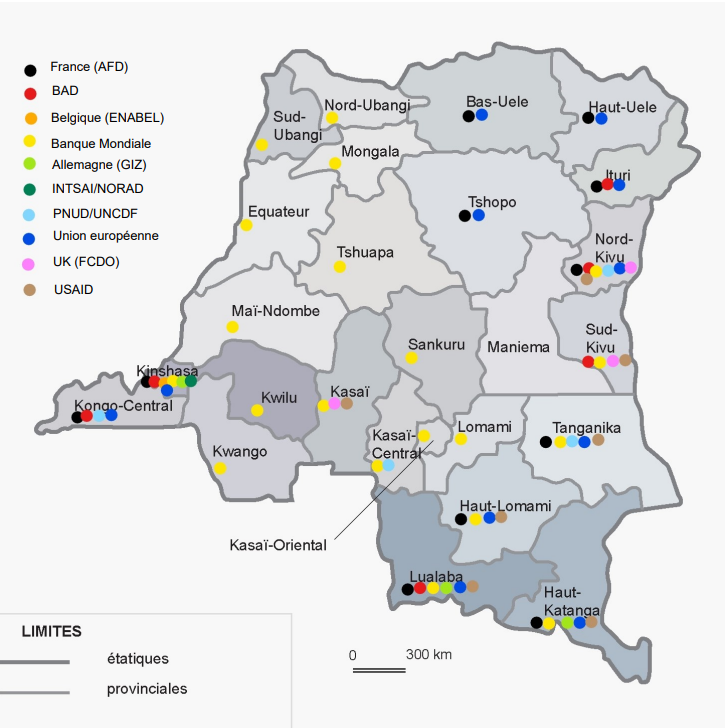 France (AFD)
BAD
Belgique (ENABEL)
Banque Mondiale
Allemagne (GIZ)
INTSAI/NORAD
PNUD/UNCDF
Union européenne
UK (FCDO)
USAID
Nord-Ubangi
Sud-
Ubangi
Bas-Uele
Haut-Uele
Mongala
Ituri
Equateur
Tshopo
Tshuapa
Nord-
Kivu
Maï-Ndombe
Sankuru
Maniema
Sud-
Kivu
Kinshasa
Kongo-Central
Kwilu
Kasaï
Kwango
Kasaï-
Central
Lomami
Tanganika
Kasaï-Oriental
Haut-Lomami
Lualaba
Haut-
Katanga
LIMITES
étatiques
provinciales
0 300 km